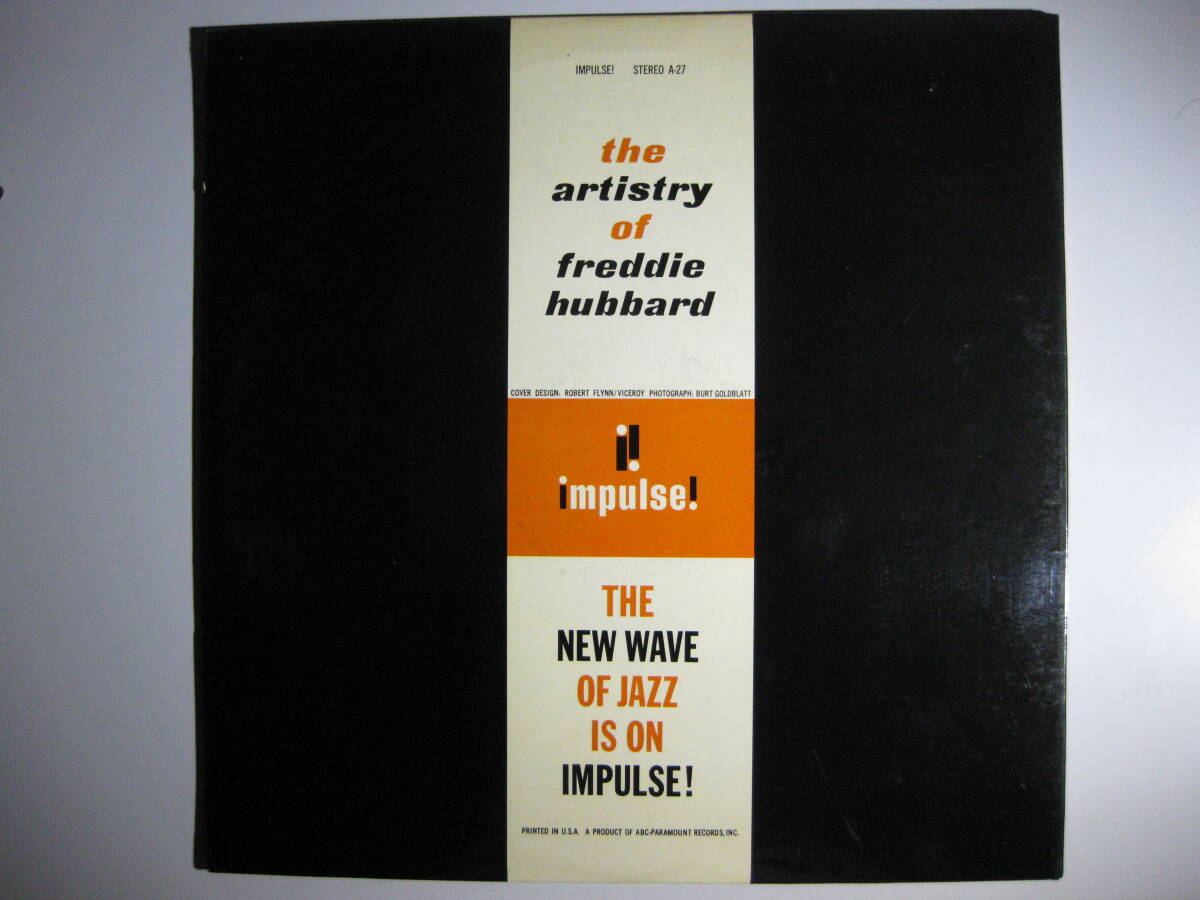 IMPULSE! STEREO A-27
the
artistry
of
freddie
hubbard
COVER DESIGN: ROBERT FLYNN/VICEROY PHOTOGRAPH: BURT GOLDBLATT
i!
impulse!
THE
NEW WAVE
OF JAZZ
IS ON
IMPULSE!
PRINTED IN U.S.A. A PRODUCT OF ABC-PARAMOUNT RECORDS, INC.